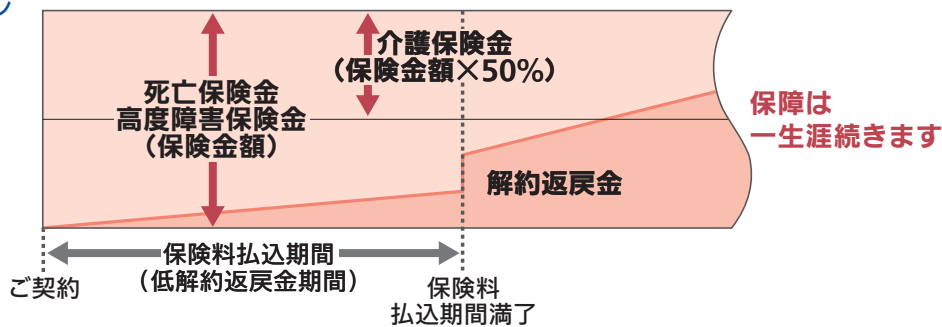 介護保険金
（保険金額×50％）
死亡保険金
高度障害保険金
（保険金額）
保障は
一生涯続きます
解約返戻金
保険料払込期間
（低解約返戻金期間）
ご契約
保険料
払込期間満了